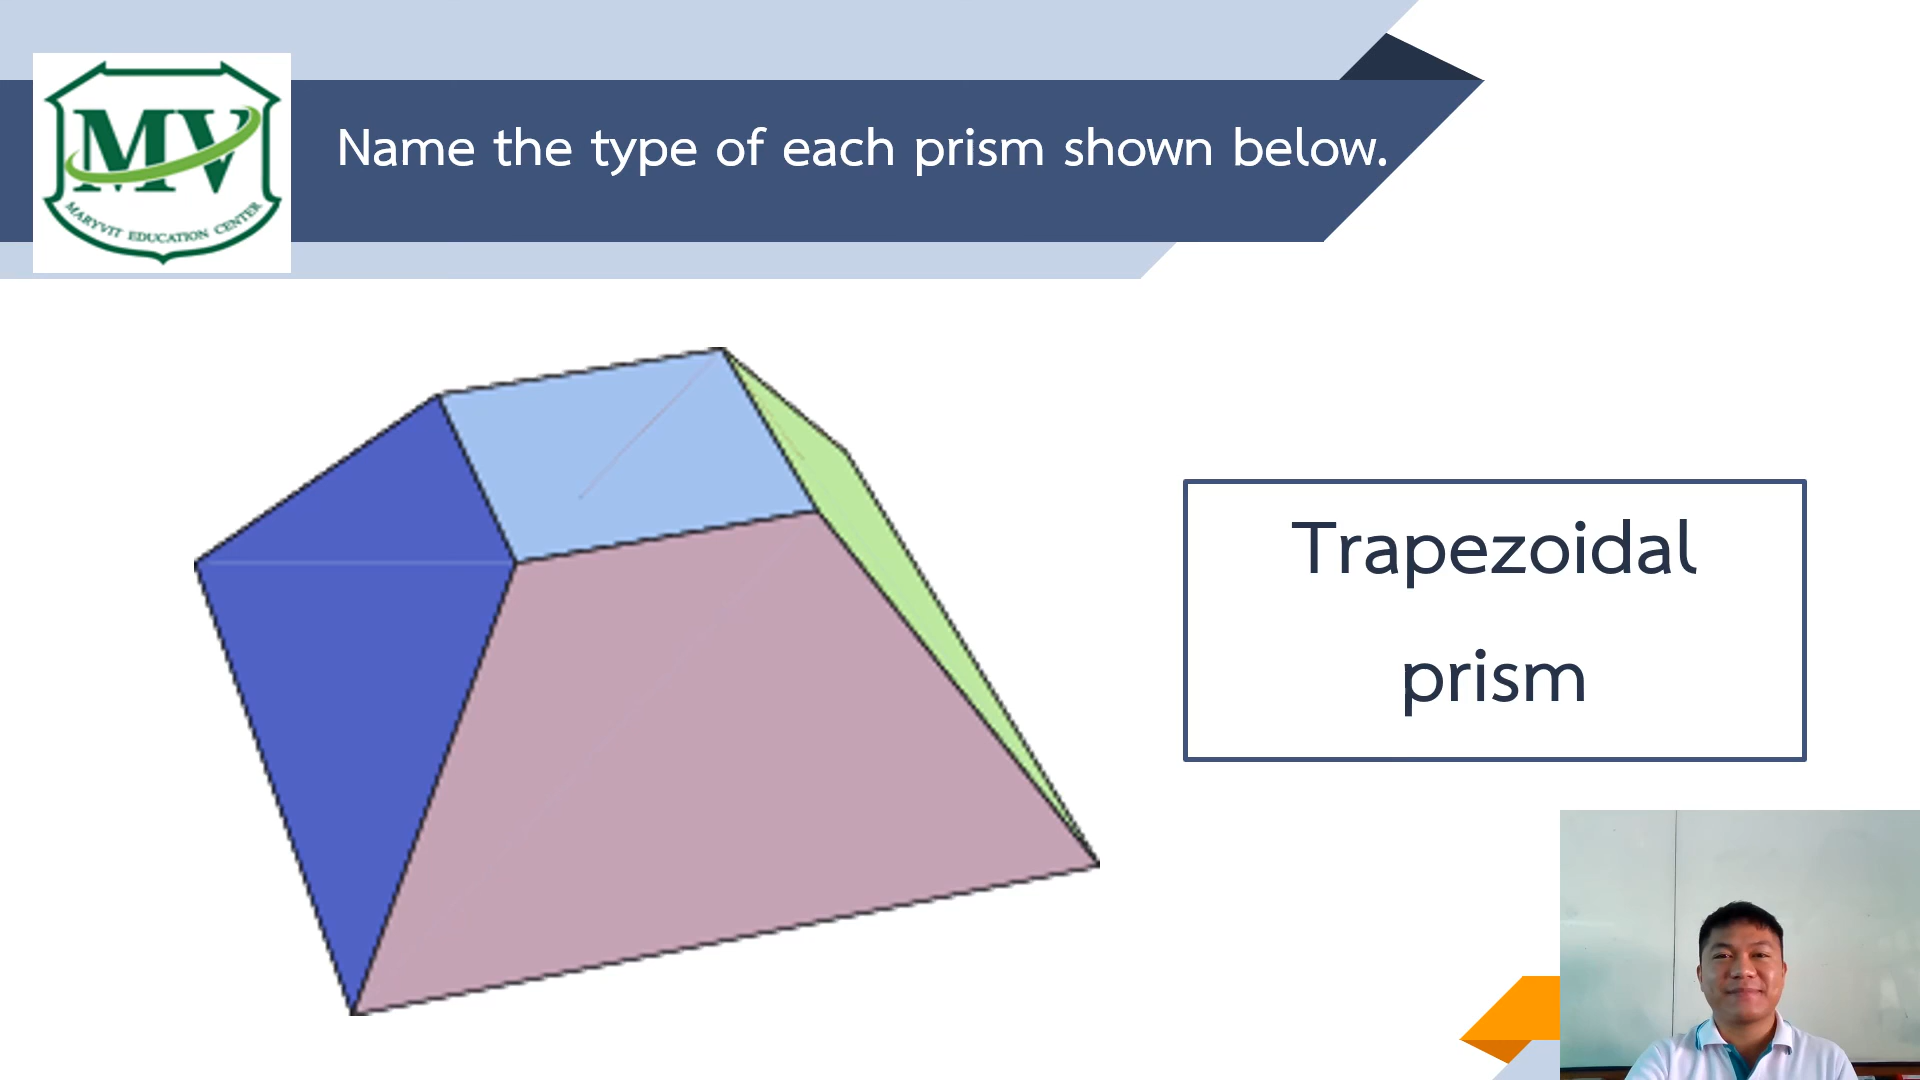 MV
MARYVIT EDUCATION CENTER
Name the type of each prism shown below.
Trapezoidal
prism